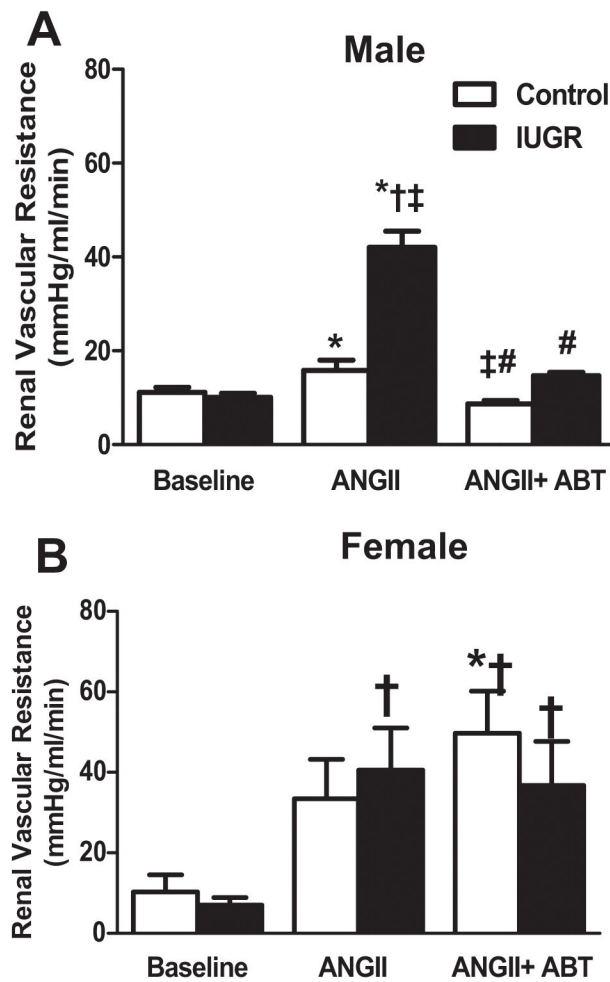 A
Male
Renal Vascular Resistance
(mmHg/ml/min)
80
60
40
20
0
Control
IUGR
*
*†‡
‡#
#
Baseline
ANGII
ANGII+ ABT
B
Female
Renal Vascular Resistance
(mmHg/ml/min)
80
60
40
20
0
†
*†
†
Baseline
ANGII
ANGII+ ABT